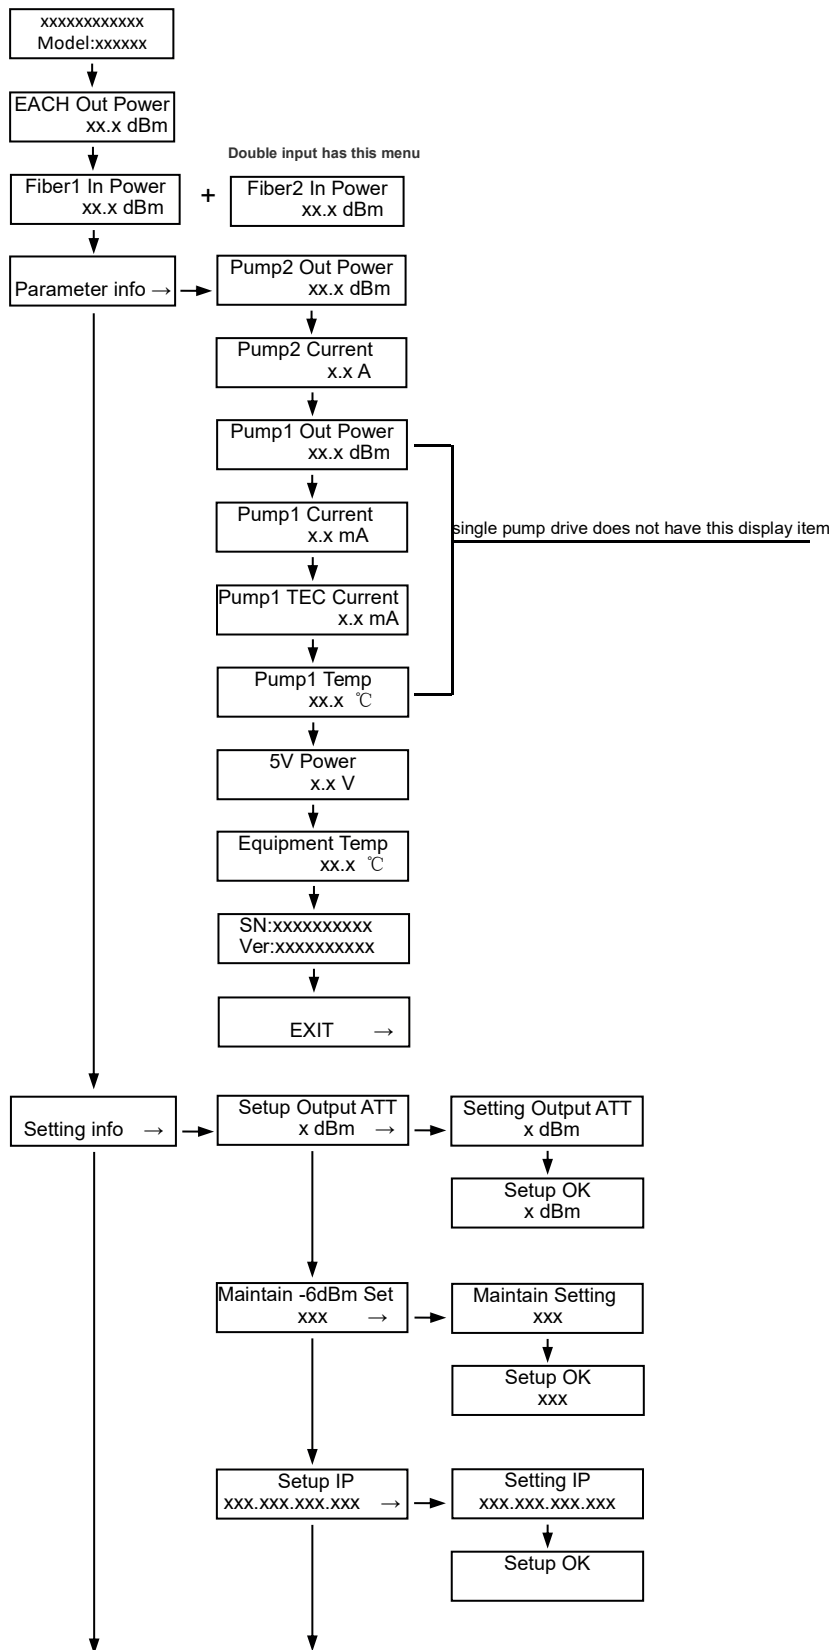 xxxxxxxxxxxx
Model:xxxxxx
EACH Out Power
xx.x dBm
Double input has this menu
Fiber1 In Power
xx.x dBm
+
Fiber2 In Power
xx.x dBm
Parameter info →
Pump2 Out Power
xx.x dBm
Pump2 Current
x.x A
Pump1 Out Power
xx.x dBm
Pump1 Current
x.x mA
single pump drive does not have this display item
Pump1 TEC Current
x.x mA
Pump1 Temp
xx.x ℃
5V Power
x.x V
Equipment Temp
xx.x ℃
SN:xxxxxxxxxx
Ver:xxxxxxxxxx
EXIT →
Setting info →
Setup Output ATT
x dBm →
Setting Output ATT
x dBm
Setup OK
x dBm
Maintain -6dBm Set
xxx →
Maintain Setting
xxx
Setup OK
xxx
Setup IP
xxx.xxx.xxx.xxx →
Setting IP
xxx.xxx.xxx.xxx
Setup OK